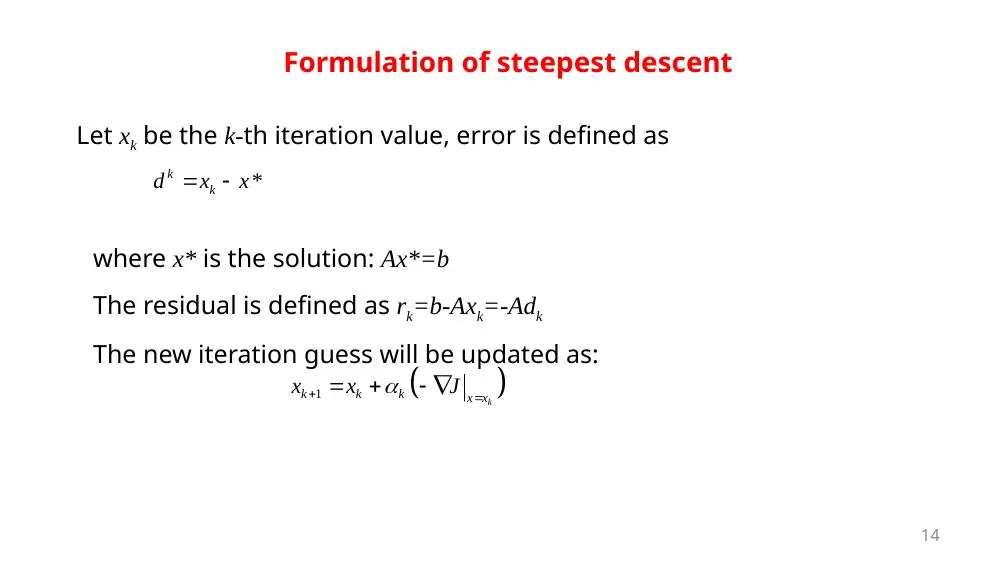 Formulation of steepest descent
Let xₖ be the k-th iteration value, error is defined as
dᵏ = xₖ - x*
where x* is the solution: Ax*=b
The residual is defined as rₖ=b-Axₖ=-Adₖ
The new iteration guess will be updated as:
xₖ₊₁ = xₖ + αₖ (- ∇J|ₓ₌ₓₖ)
14